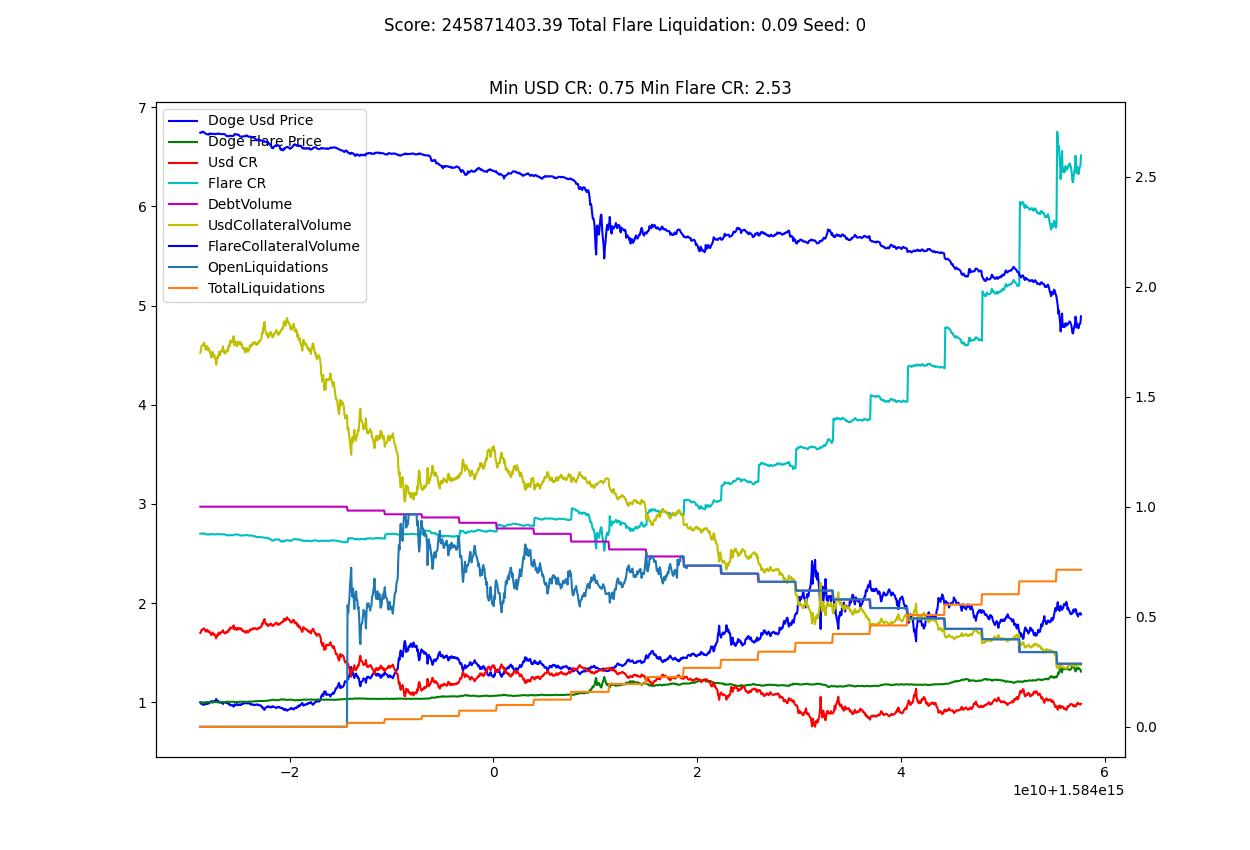 Score: 245871403.39 Total Flare Liquidation: 0.09 Seed: 0
Min USD CR: 0.75 Min Flare CR: 2.53
Doge Usd Price
Doge Flare Price
Usd CR
Flare CR
DebtVolume
UsdCollateralVolume
FlareCollateralVolume
OpenLiquidations
TotalLiquidations
7
6
5
4
3
2
1
2.5
2.0
1.5
1.0
0.5
0.0
−2 0 2 4 6
1e10+1.584e15